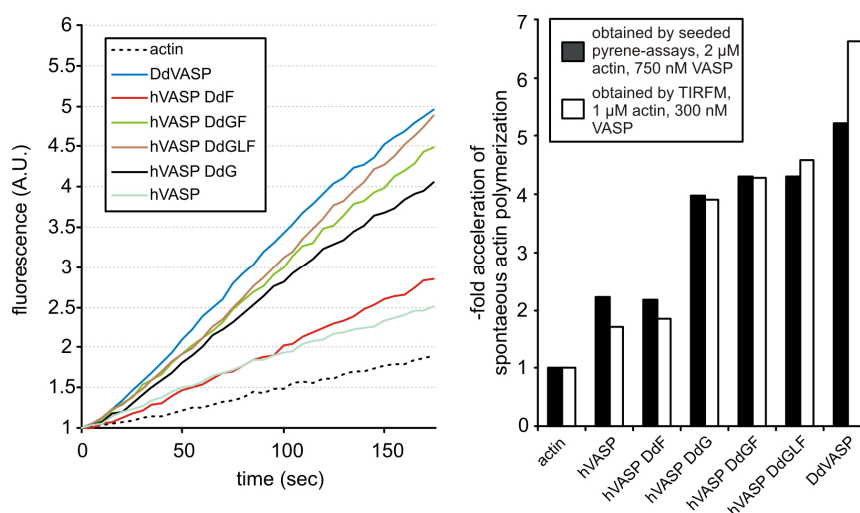 6
5.5
5
4.5
4
3.5
3
2.5
2
1.5
1
fluorescence (A.U.)
actin
DdVASP
hVASP DdF
hVASP DdGF
hVASP DdGLF
hVASP DdG
hVASP
0
50
100
150
time (sec)
7
6
5
4
3
2
1
0
-fold acceleration of
spontaeous actin polymerization
obtained by seeded
pyrene-assays, 2 µM
actin, 750 nM VASP
obtained by TIRFM,
1 µM actin, 300 nM
VASP
actin
hVASP
hVASP DdF
hVASP DdG
hVASP DdGF
hVASP DdGLF
DdVASP